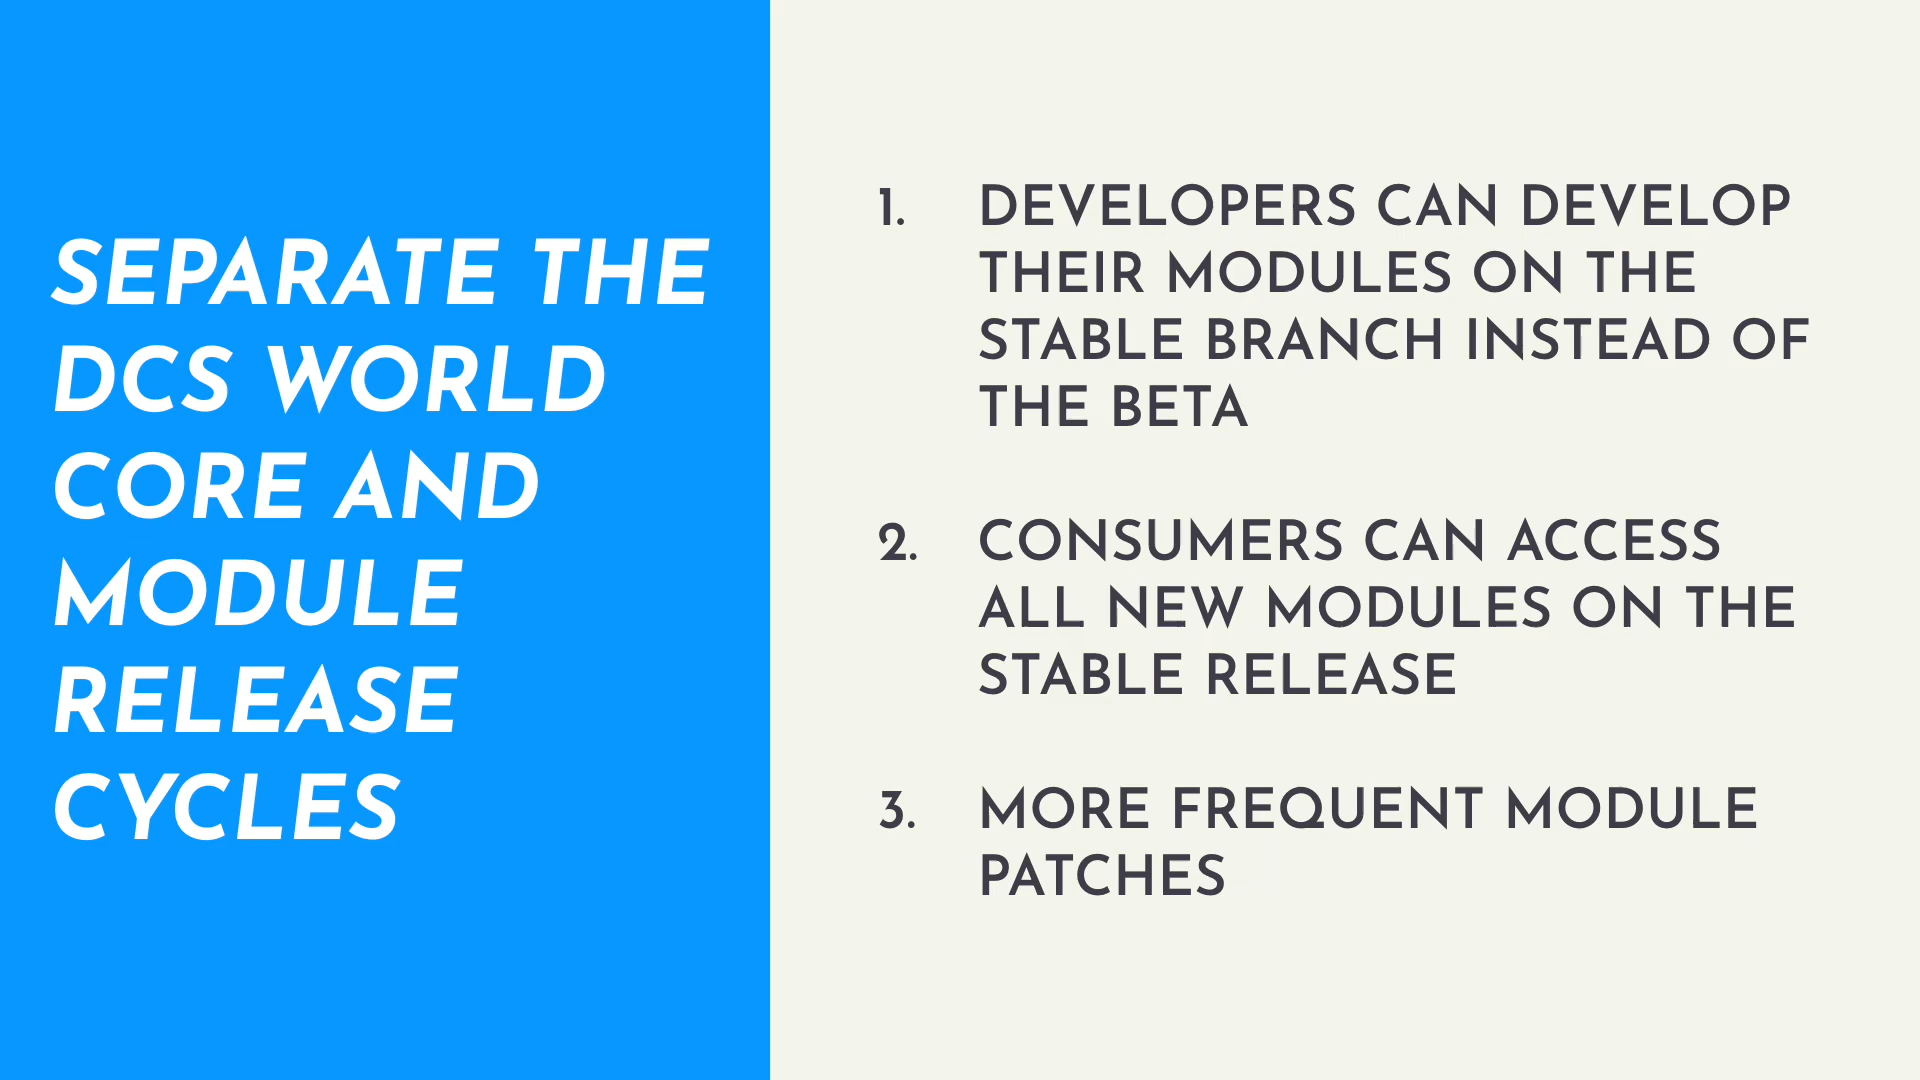 SEPARATE THE
DCS WORLD
CORE AND
MODULE
RELEASE
CYCLES
1. DEVELOPERS CAN DEVELOP
THEIR MODULES ON THE
STABLE BRANCH INSTEAD OF
THE BETA
2. CONSUMERS CAN ACCESS
ALL NEW MODULES ON THE
STABLE RELEASE
3. MORE FREQUENT MODULE
PATCHES